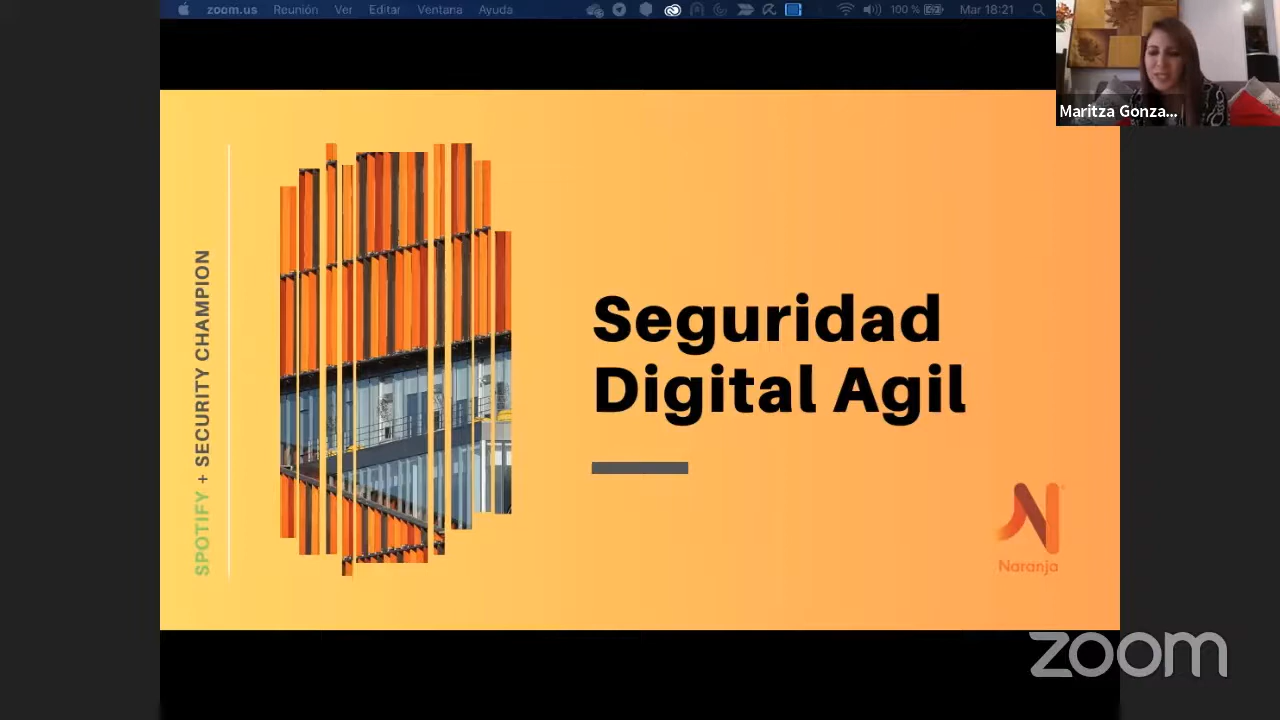 zoom.us Reunión Ver Editar Ventana Ayuda 100 % Mar 18:21
Maritza Gonza...
SPOTIFY + SECURITY CHAMPION
Seguridad
Digital Agil
Naranja
zoom